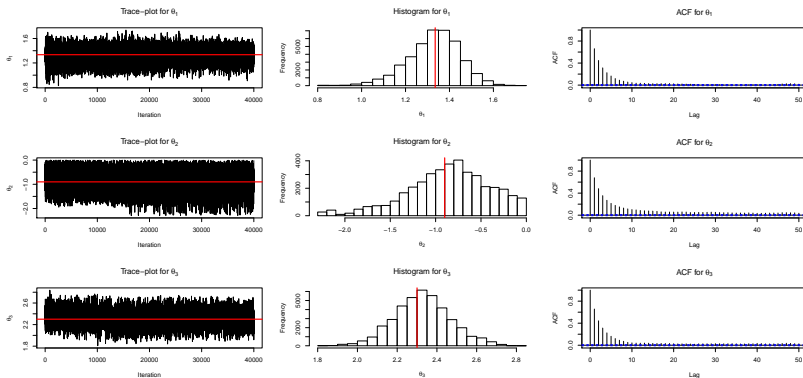 Trace−plot for θ1
θ1
0.8 1.2 1.6
0 10000 20000 30000 40000
Iteration
Histogram for θ1
Frequency
0 2000 6000
0.8 1.0 1.2 1.4 1.6
θ1
ACF for θ1
ACF
0.0 0.4 0.8
0 10 20 30 40 50
Lag
Trace−plot for θ2
θ2
−2.0 −1.0 0.0
0 10000 20000 30000 40000
Iteration
Histogram for θ2
Frequency
0 2000 4000
−2.0 −1.5 −1.0 −0.5 0.0
θ2
ACF for θ2
ACF
0.0 0.4 0.8
0 10 20 30 40 50
Lag
Trace−plot for θ3
θ3
1.8 2.2 2.6
0 10000 20000 30000 40000
Iteration
Histogram for θ3
Frequency
0 2000 5000
1.8 2.0 2.2 2.4 2.6 2.8
θ3
ACF for θ3
ACF
0.0 0.4 0.8
0 10 20 30 40 50
Lag